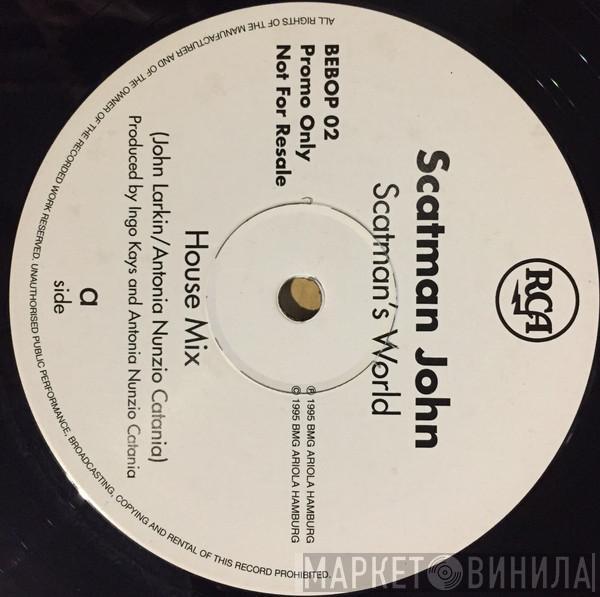 RCA
Scatman John
Scatman's World
BEBOP 02
Promo Only
Not For Resale
℗ 1995 BMG ARIOLA HAMBURG
© 1995 BMG ARIOLA HAMBURG
House Mix
(John Larkin/Antonia Nunzio Catania)
Produced by Ingo Kays and Antonia Nunzio Catania
a
side
ALL RIGHTS OF THE MANUFACTURER AND OF THE OWNER OF THE RECORDED WORK RESERVED. UNAUTHORISED PUBLIC PERFORMANCE, BROADCASTING, COPYING AND RENTAL OF THIS RECORD PROHIBITED.
МАРКЕТ ВИНИЛА